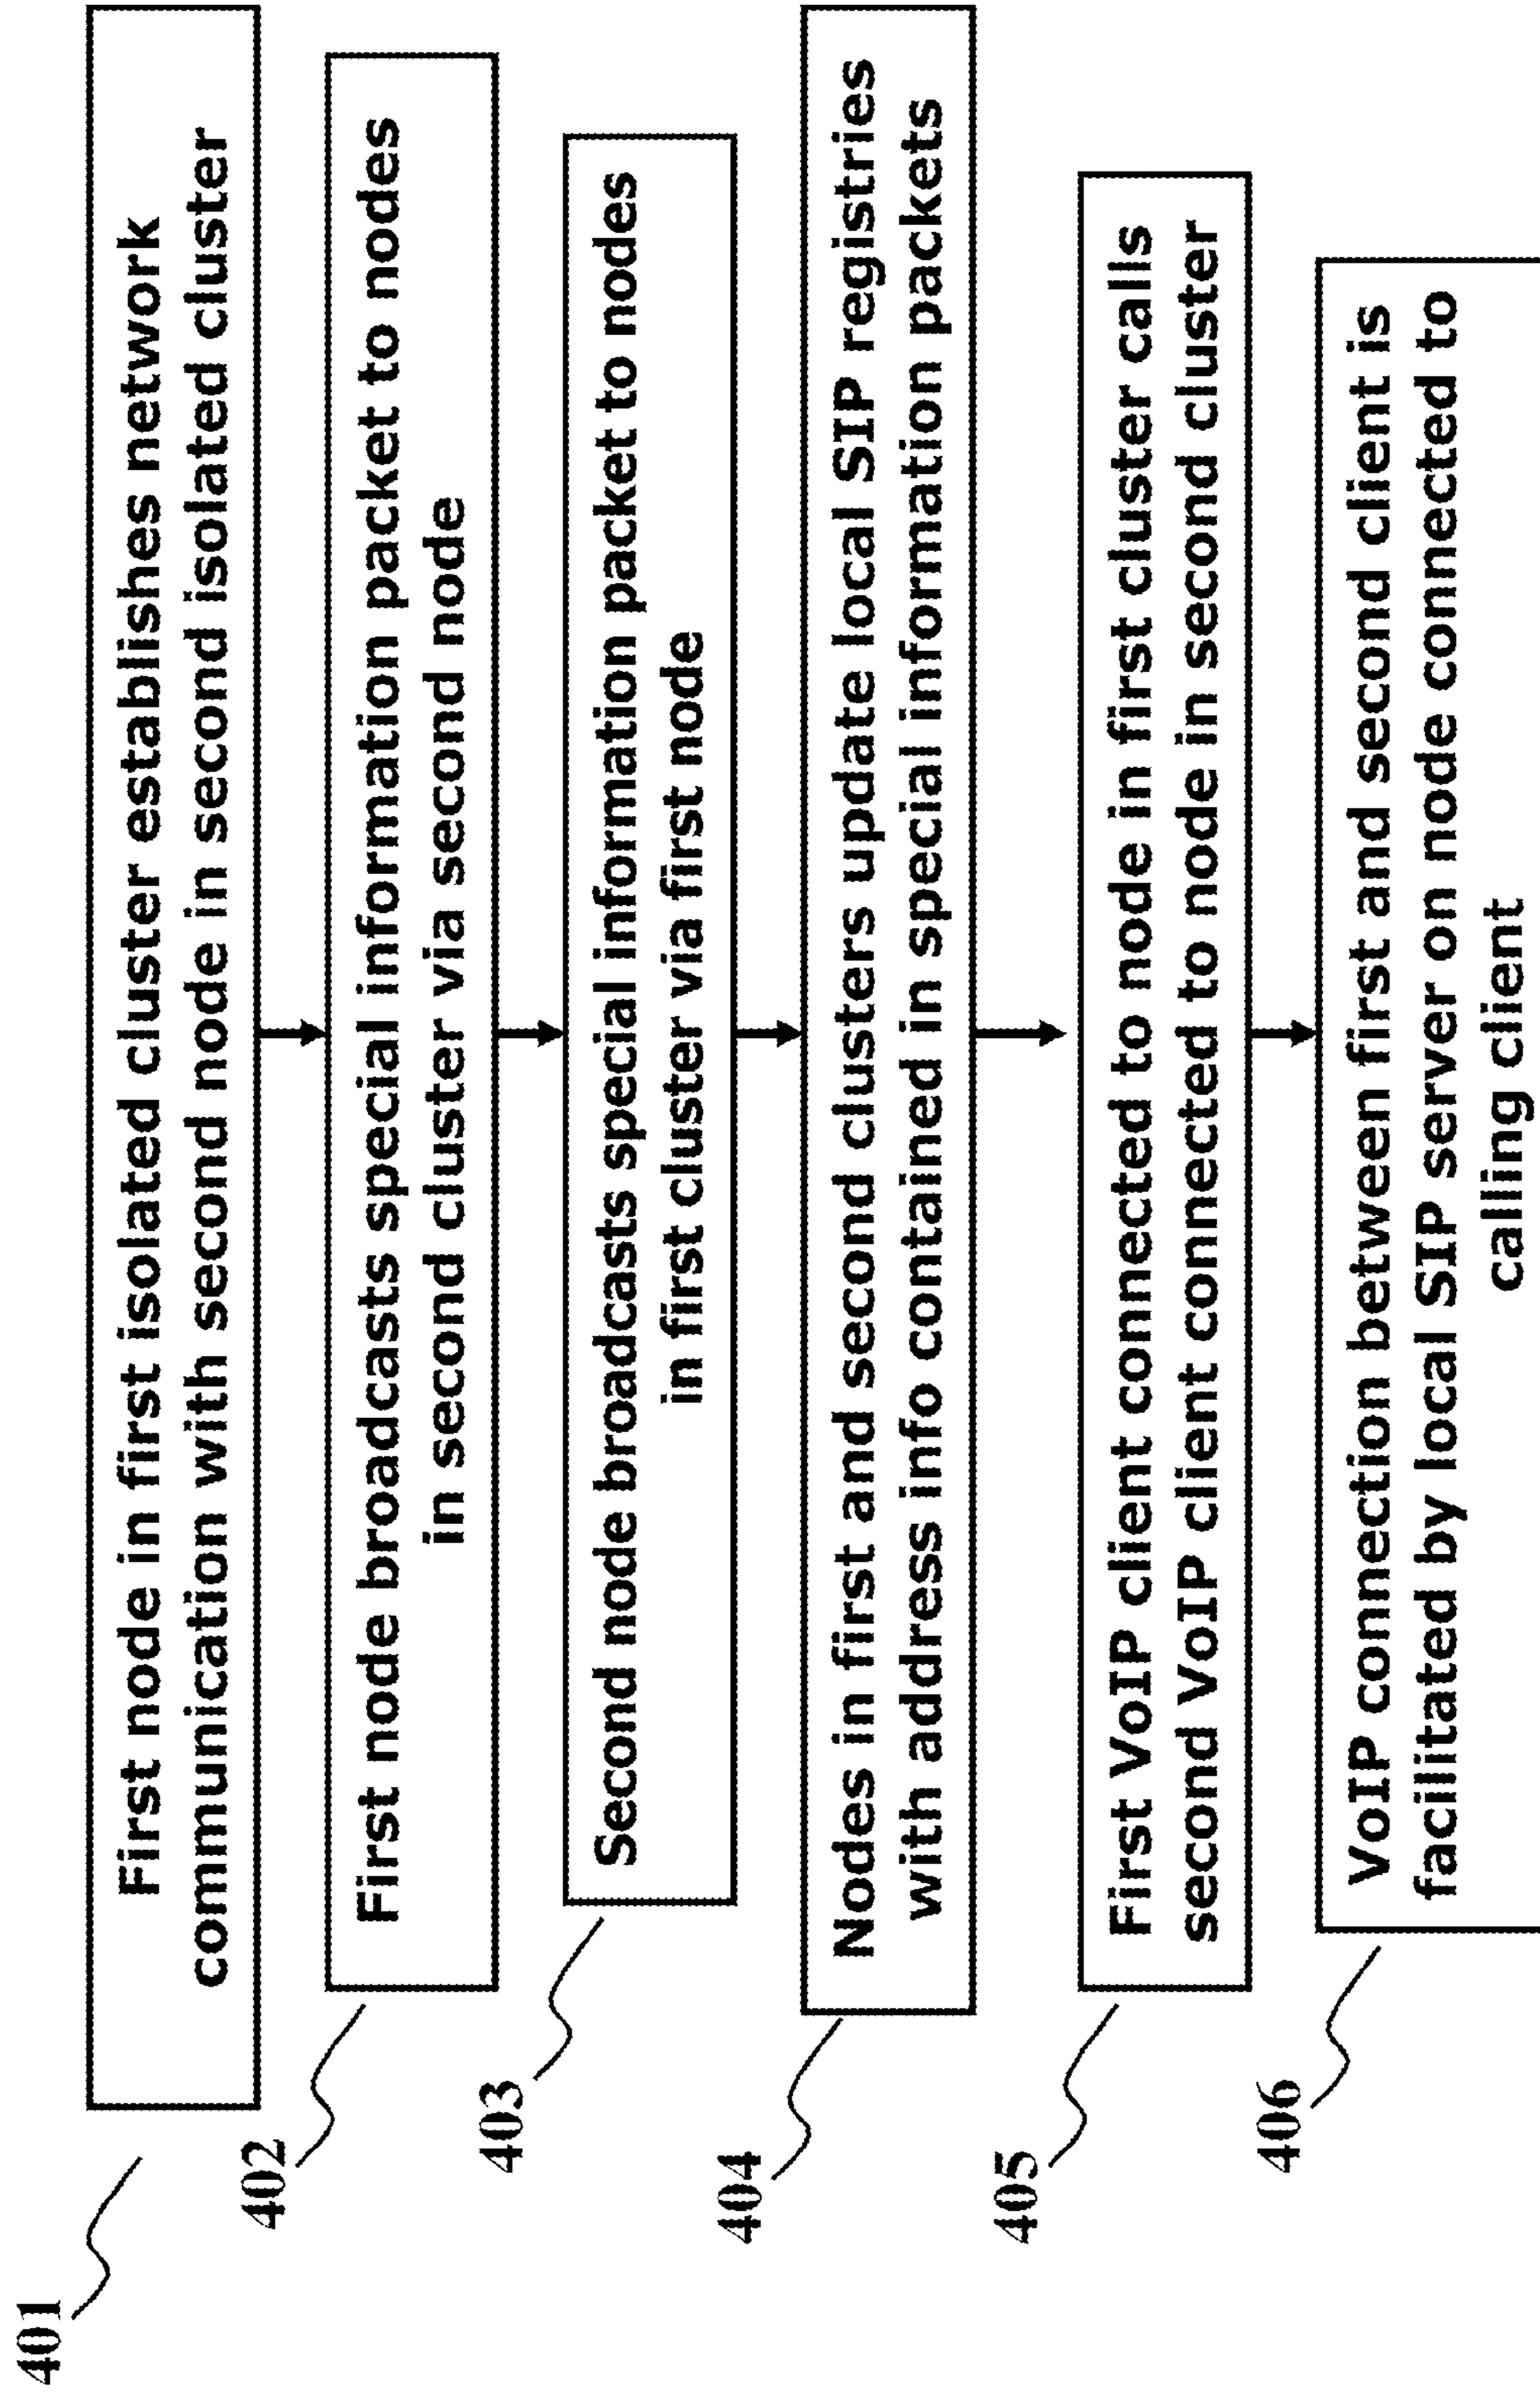 401
First node in first isolated cluster establishes network
communication with second node in second isolated cluster
402
First node broadcasts special information packet to nodes
in second cluster via second node
403
Second node broadcasts special information packet to nodes
in first cluster via first node
404
Nodes in first and second clusters update local SIP registries
with address info contained in special information packets
405
First VoIP client connected to node in first cluster calls
second VoIP client connected to node in second cluster
406
VoIP connection between first and second client is
facilitated by local SIP server on node connected to
calling client